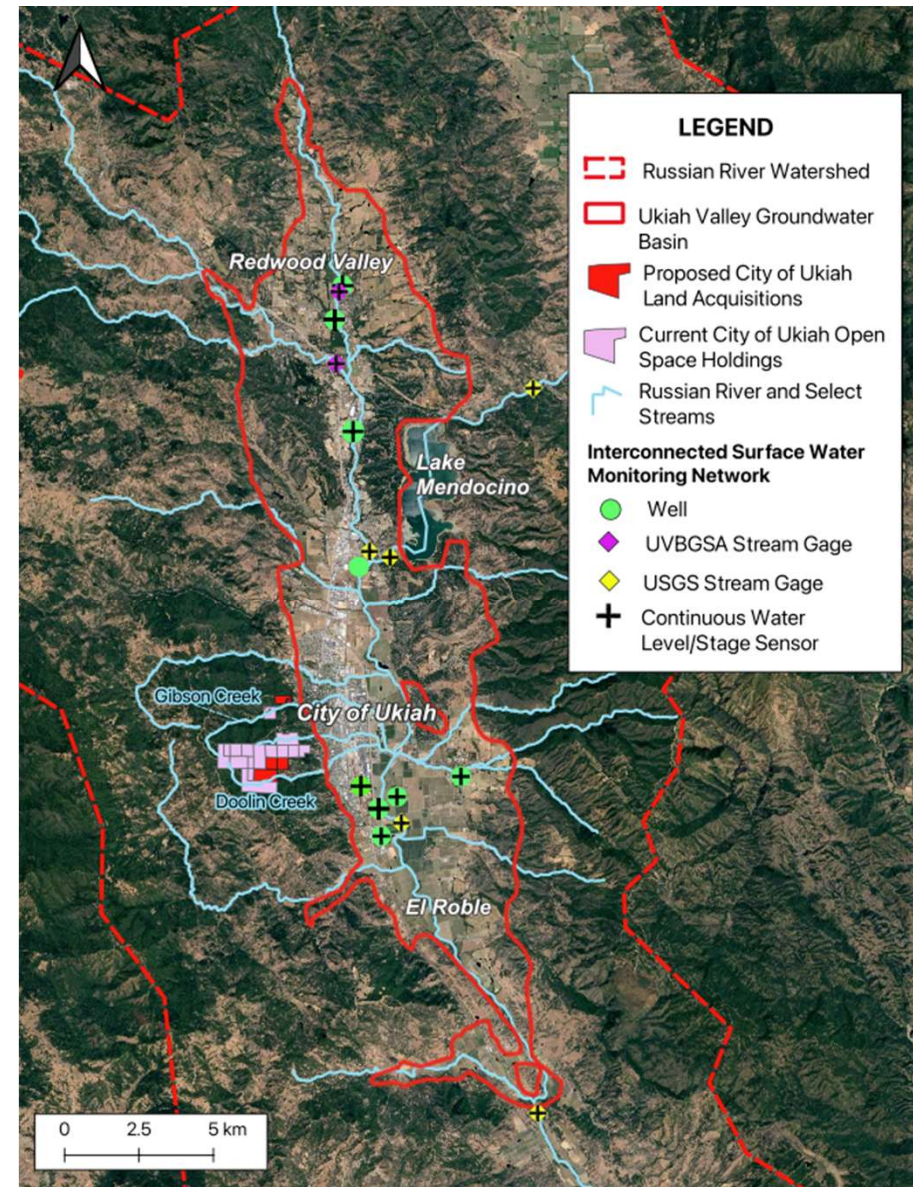 LEGEND
Russian River Watershed
Ukiah Valley Groundwater
Basin
Proposed City of Ukiah
Land Acquisitions
Current City of Ukiah Open
Space Holdings
Russian River and Select
Streams
Interconnected Surface Water
Monitoring Network
Well
UVBGSA Stream Gage
USGS Stream Gage
Continuous Water
Level/Stage Sensor
Redwood Valley
Lake
Mendocino
Gibson Creek
City of Ukiah
Doolin Creek
El Roble
0 2.5 5 km